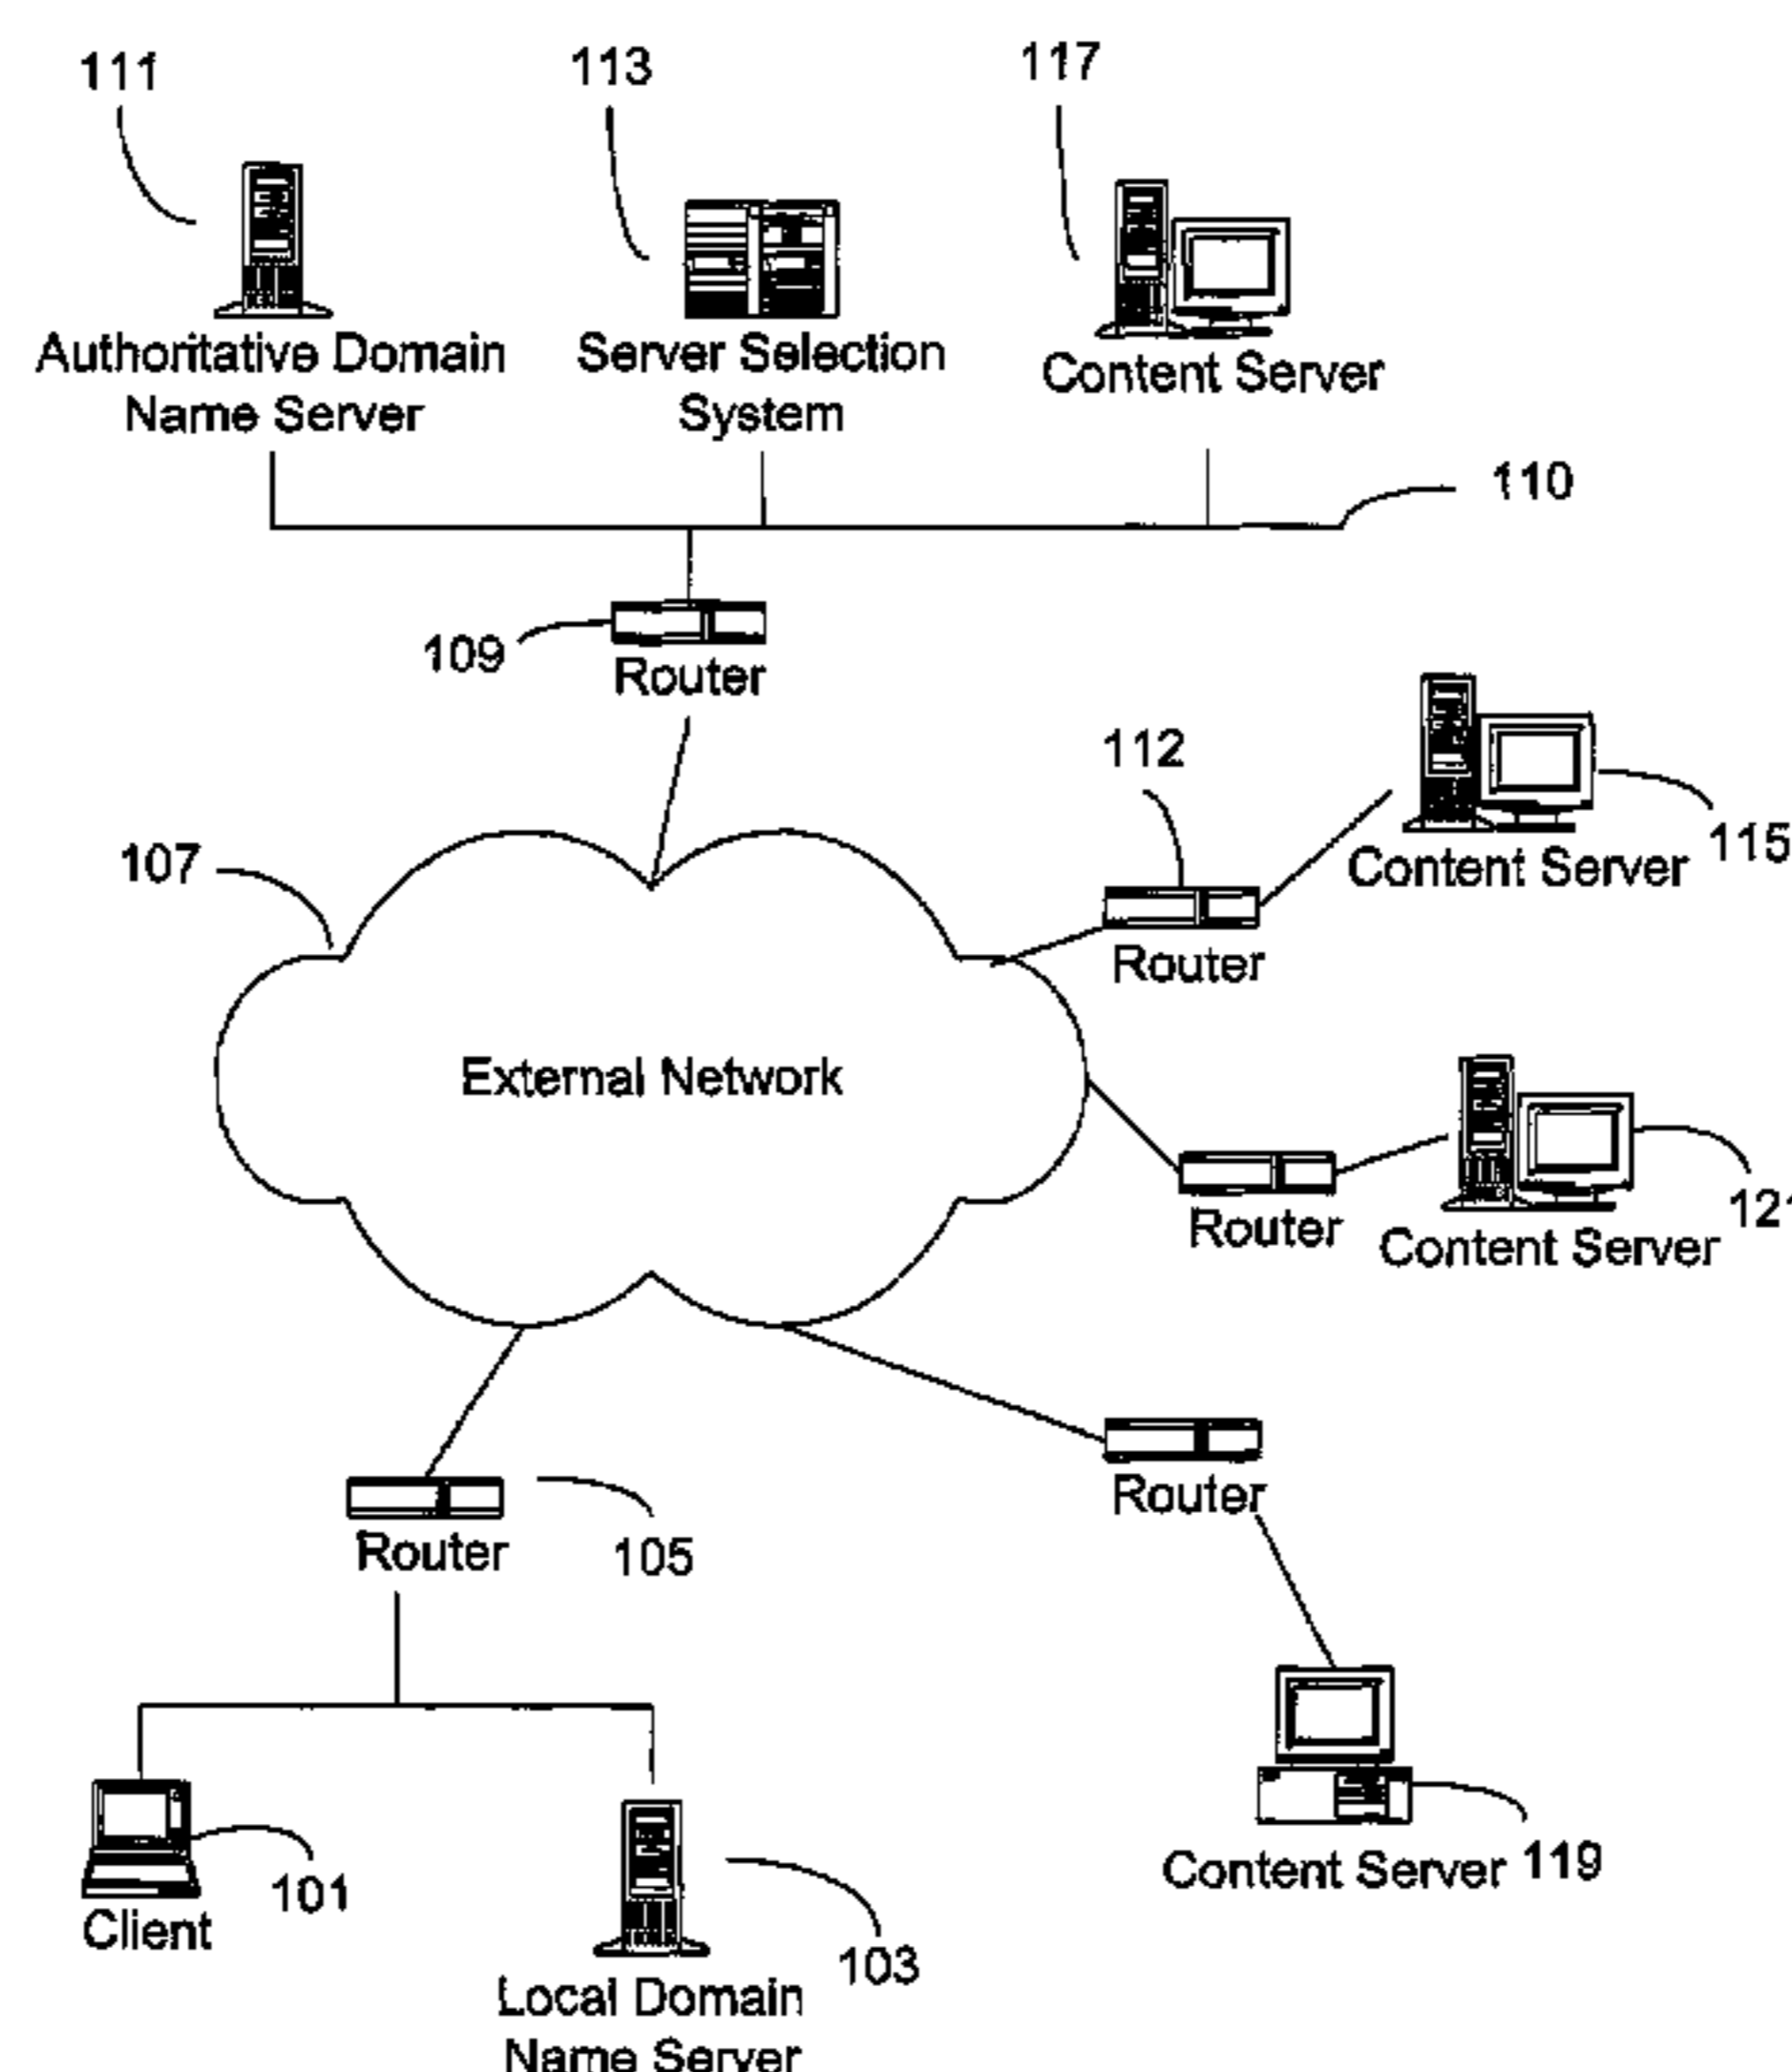 111
113
117
Authoritative Domain
Name Server
Server Selection
System
Content Server
110
109
Router
112
115
Content Server
107
Router
External Network
Router
121
Content Server
Router
Router
105
Client
101
Local Domain
Name Server
103
Content Server
119